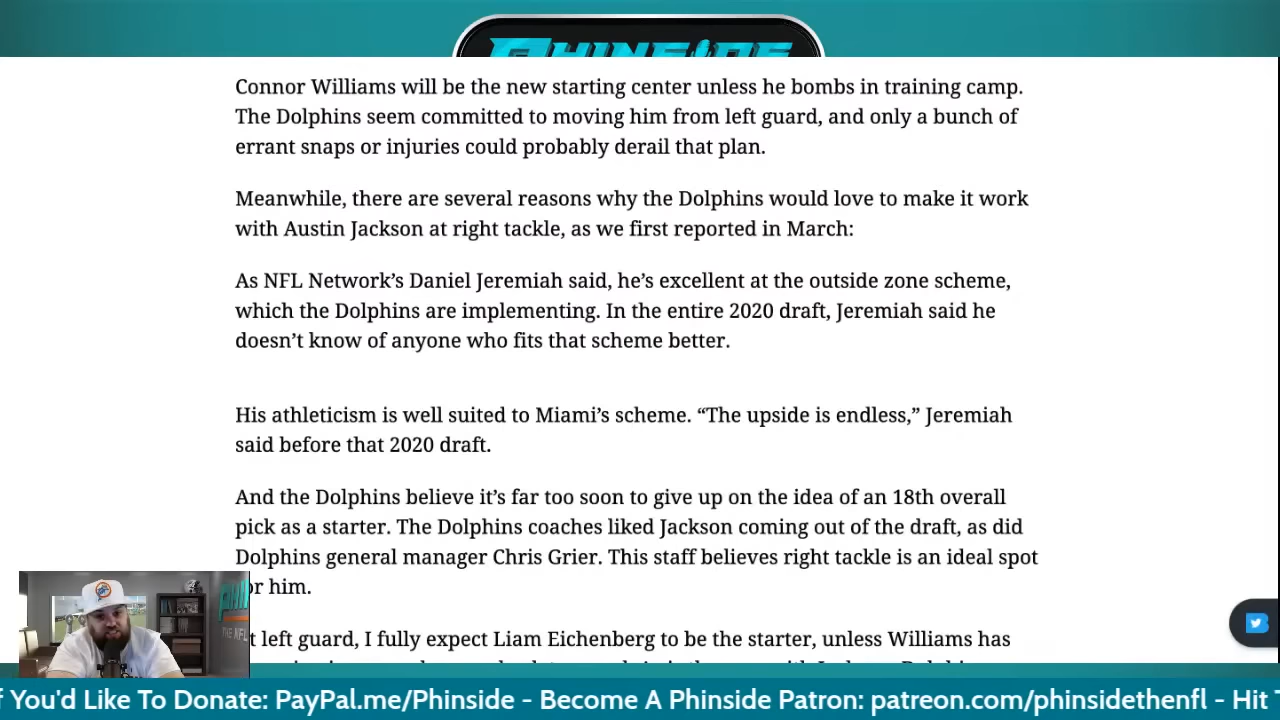 PHINSIDE
Connor Williams will be the new starting center unless he bombs in training camp.
The Dolphins seem committed to moving him from left guard, and only a bunch of
errant snaps or injuries could probably derail that plan.
Meanwhile, there are several reasons why the Dolphins would love to make it work
with Austin Jackson at right tackle, as we first reported in March:
As NFL Network’s Daniel Jeremiah said, he’s excellent at the outside zone scheme,
which the Dolphins are implementing. In the entire 2020 draft, Jeremiah said he
doesn’t know of anyone who fits that scheme better.
His athleticism is well suited to Miami’s scheme. “The upside is endless,” Jeremiah
said before that 2020 draft.
And the Dolphins believe it’s far too soon to give up on the idea of an 18th overall
pick as a starter. The Dolphins coaches liked Jackson coming out of the draft, as did
Dolphins general manager Chris Grier. This staff believes right tackle is an ideal spot
him.
left guard, I fully expect Liam Eichenberg to be the starter, unless Williams has
THE NFL
You'd Like To Donate: PayPal.me/Phinside - Become A Phinside Patron: patreon.com/phinsidethenfl - Hit